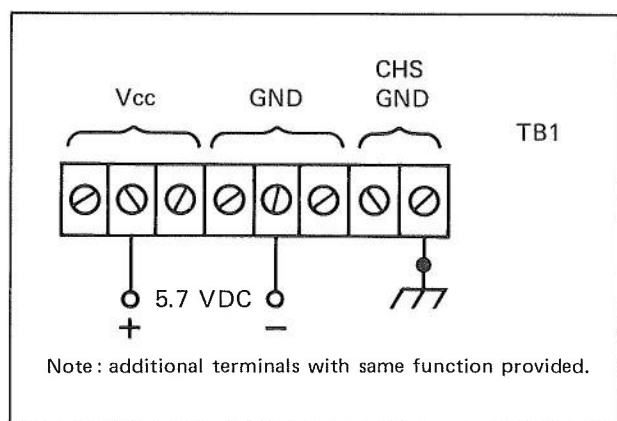 CHS
Vcc GND GND
TB1
5.7 VDC
+ −
Note: additional terminals with same function provided.